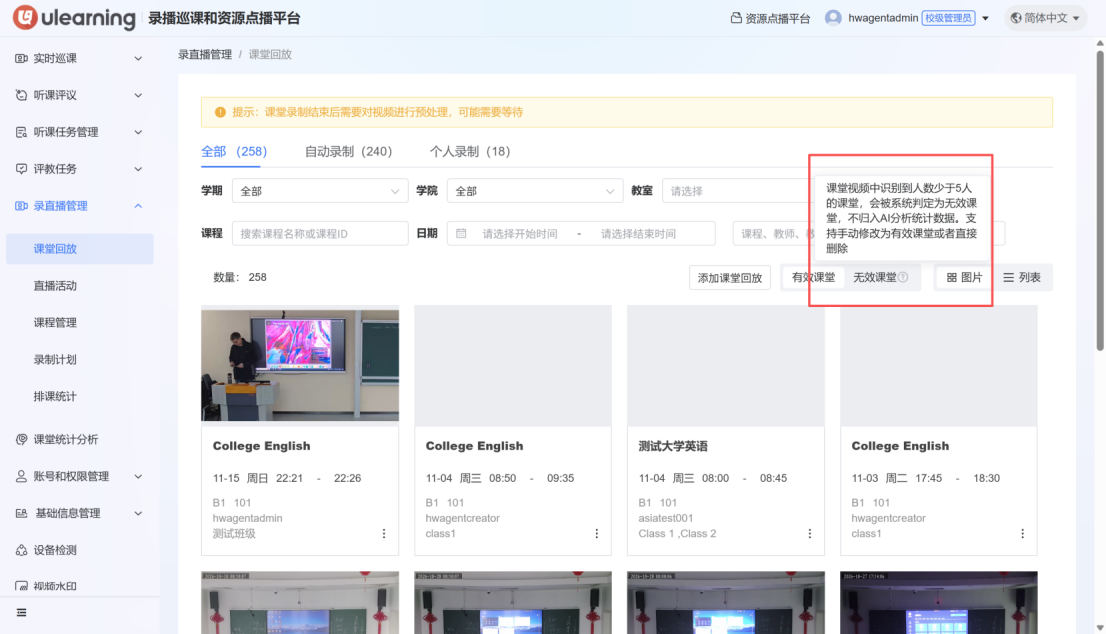 ulearning 录播巡课和资源点播平台
资源点播平台 hwagentadmin 校级管理员 简体中文
实时巡课
听课评议
听课任务管理
评教任务
录直播管理
课堂回放
直播活动
课程管理
录制计划
排课统计
课堂统计分析
账号和权限管理
基础信息管理
设备检测
视频水印
录直播管理 / 课堂回放
提示：课堂录制结束后需要对视频进行预处理，可能需要等待
全部 （258） 自动录制（240） 个人录制（18）
学期 全部 学院 全部 教室 请选择
课程 搜索课程名称或课程ID 日期 请选择开始时间 - 请选择结束时间 课程、教师、
课堂视频中识别到人数少于5人
的课堂，会被系统判定为无效课
堂，不归入AI分析统计数据。支
持手动修改为有效课堂或者直接
删除
数量： 258 添加课堂回放 有效课堂 无效课堂 图片 列表
College English
11-15 周日 22:21 - 22:26
B1 101
hwagentadmin
测试班级
College English
11-04 周三 08:50 - 09:35
B1 101
hwagentcreator
class1
测试大学英语
11-04 周三 08:00 - 08:45
B1 101
asiatest001
Class 1 ,Class 2
College English
11-03 周二 17:45 - 18:30
B1 101
hwagentcreator
class1